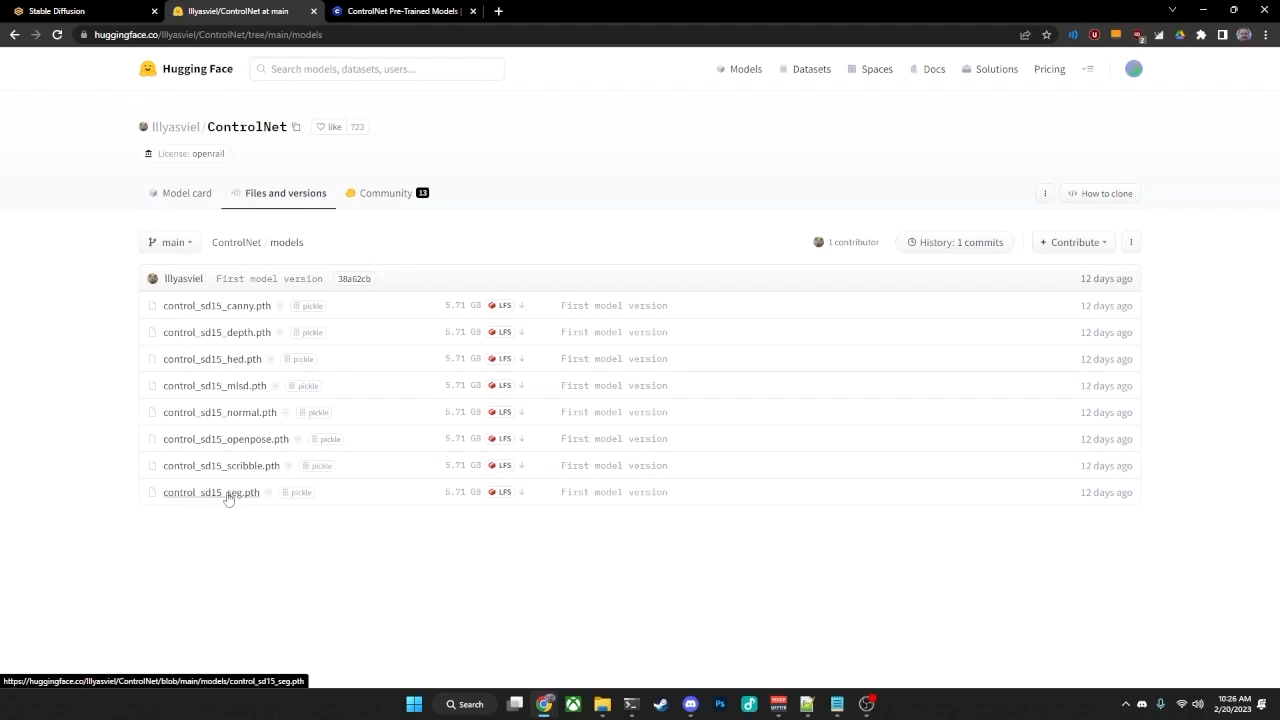 Stable Diffusion
lllyasviel/ControlNet at main
ControlNet Pre-Trained Models |
huggingface.co/lllyasviel/ControlNet/tree/main/models
Hugging Face
Search models, datasets, users...
Models
Datasets
Spaces
Docs
Solutions
Pricing
lllyasviel/ControlNet
like 723
License: openrail
Model card
Files and versions
Community 13
How to clone
main
ControlNet / models
1 contributor
History: 1 commits
+ Contribute
lllyasviel First model version 38a62cb 12 days ago
control_sd15_canny.pth pickle 5.71 GB LFS First model version 12 days ago
control_sd15_depth.pth pickle 5.71 GB LFS First model version 12 days ago
control_sd15_hed.pth pickle 5.71 GB LFS First model version 12 days ago
control_sd15_mlsd.pth pickle 5.71 GB LFS First model version 12 days ago
control_sd15_normal.pth pickle 5.71 GB LFS First model version 12 days ago
control_sd15_openpose.pth pickle 5.71 GB LFS First model version 12 days ago
control_sd15_scribble.pth pickle 5.71 GB LFS First model version 12 days ago
control_sd15_seg.pth pickle 5.71 GB LFS First model version 12 days ago
https://huggingface.co/lllyasviel/ControlNet/blob/main/models/control_sd15_seg.pth
Search
10:26 AM
2/20/2023